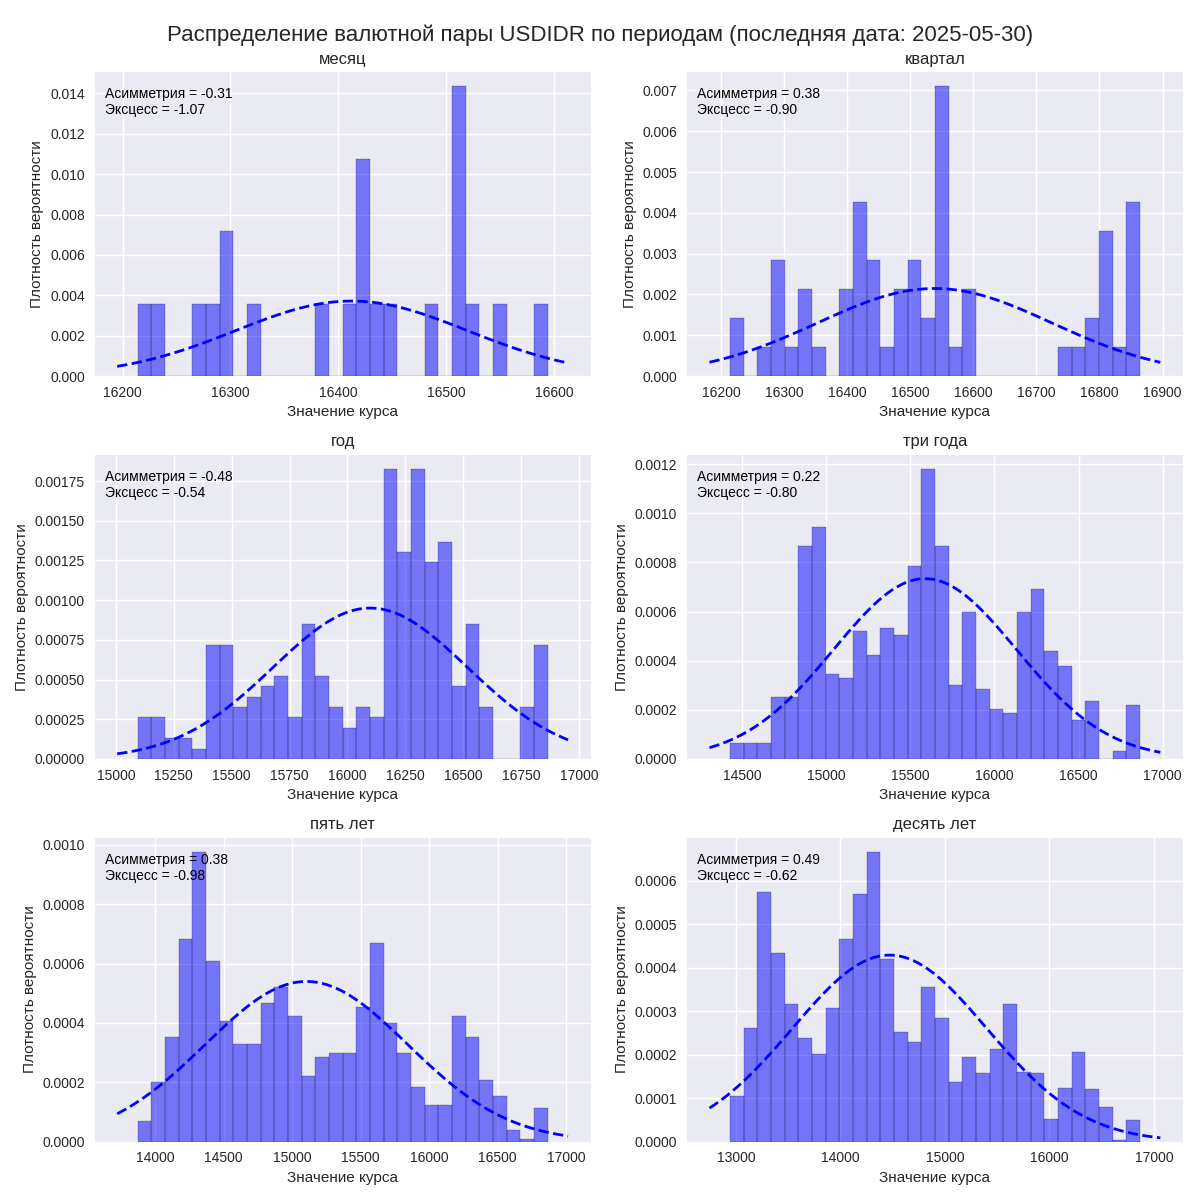 Распределение валютной пары USDIDR по периодам (последняя дата: 2025-05-30)
месяц
Асимметрия = -0.31
Эксцесс = -1.07
Плотность вероятности
0.014
0.012
0.010
0.008
0.006
0.004
0.002
0.000
16200 16300 16400 16500 16600
Значение курса
квартал
Асимметрия = 0.38
Эксцесс = -0.90
Плотность вероятности
0.007
0.006
0.005
0.004
0.003
0.002
0.001
0.000
16200 16300 16400 16500 16600 16700 16800 16900
Значение курса
год
Асимметрия = -0.48
Эксцесс = -0.54
Плотность вероятности
0.00175
0.00150
0.00125
0.00100
0.00075
0.00050
0.00025
0.00000
15000 15250 15500 15750 16000 16250 16500 16750 17000
Значение курса
три года
Асимметрия = 0.22
Эксцесс = -0.80
Плотность вероятности
0.0012
0.0010
0.0008
0.0006
0.0004
0.0002
0.0000
14500 15000 15500 16000 16500 17000
Значение курса
пять лет
Асимметрия = 0.38
Эксцесс = -0.98
Плотность вероятности
0.0010
0.0008
0.0006
0.0004
0.0002
0.0000
14000 14500 15000 15500 16000 16500 17000
Значение курса
десять лет
Асимметрия = 0.49
Эксцесс = -0.62
Плотность вероятности
0.0006
0.0005
0.0004
0.0003
0.0002
0.0001
0.0000
13000 14000 15000 16000 17000
Значение курса